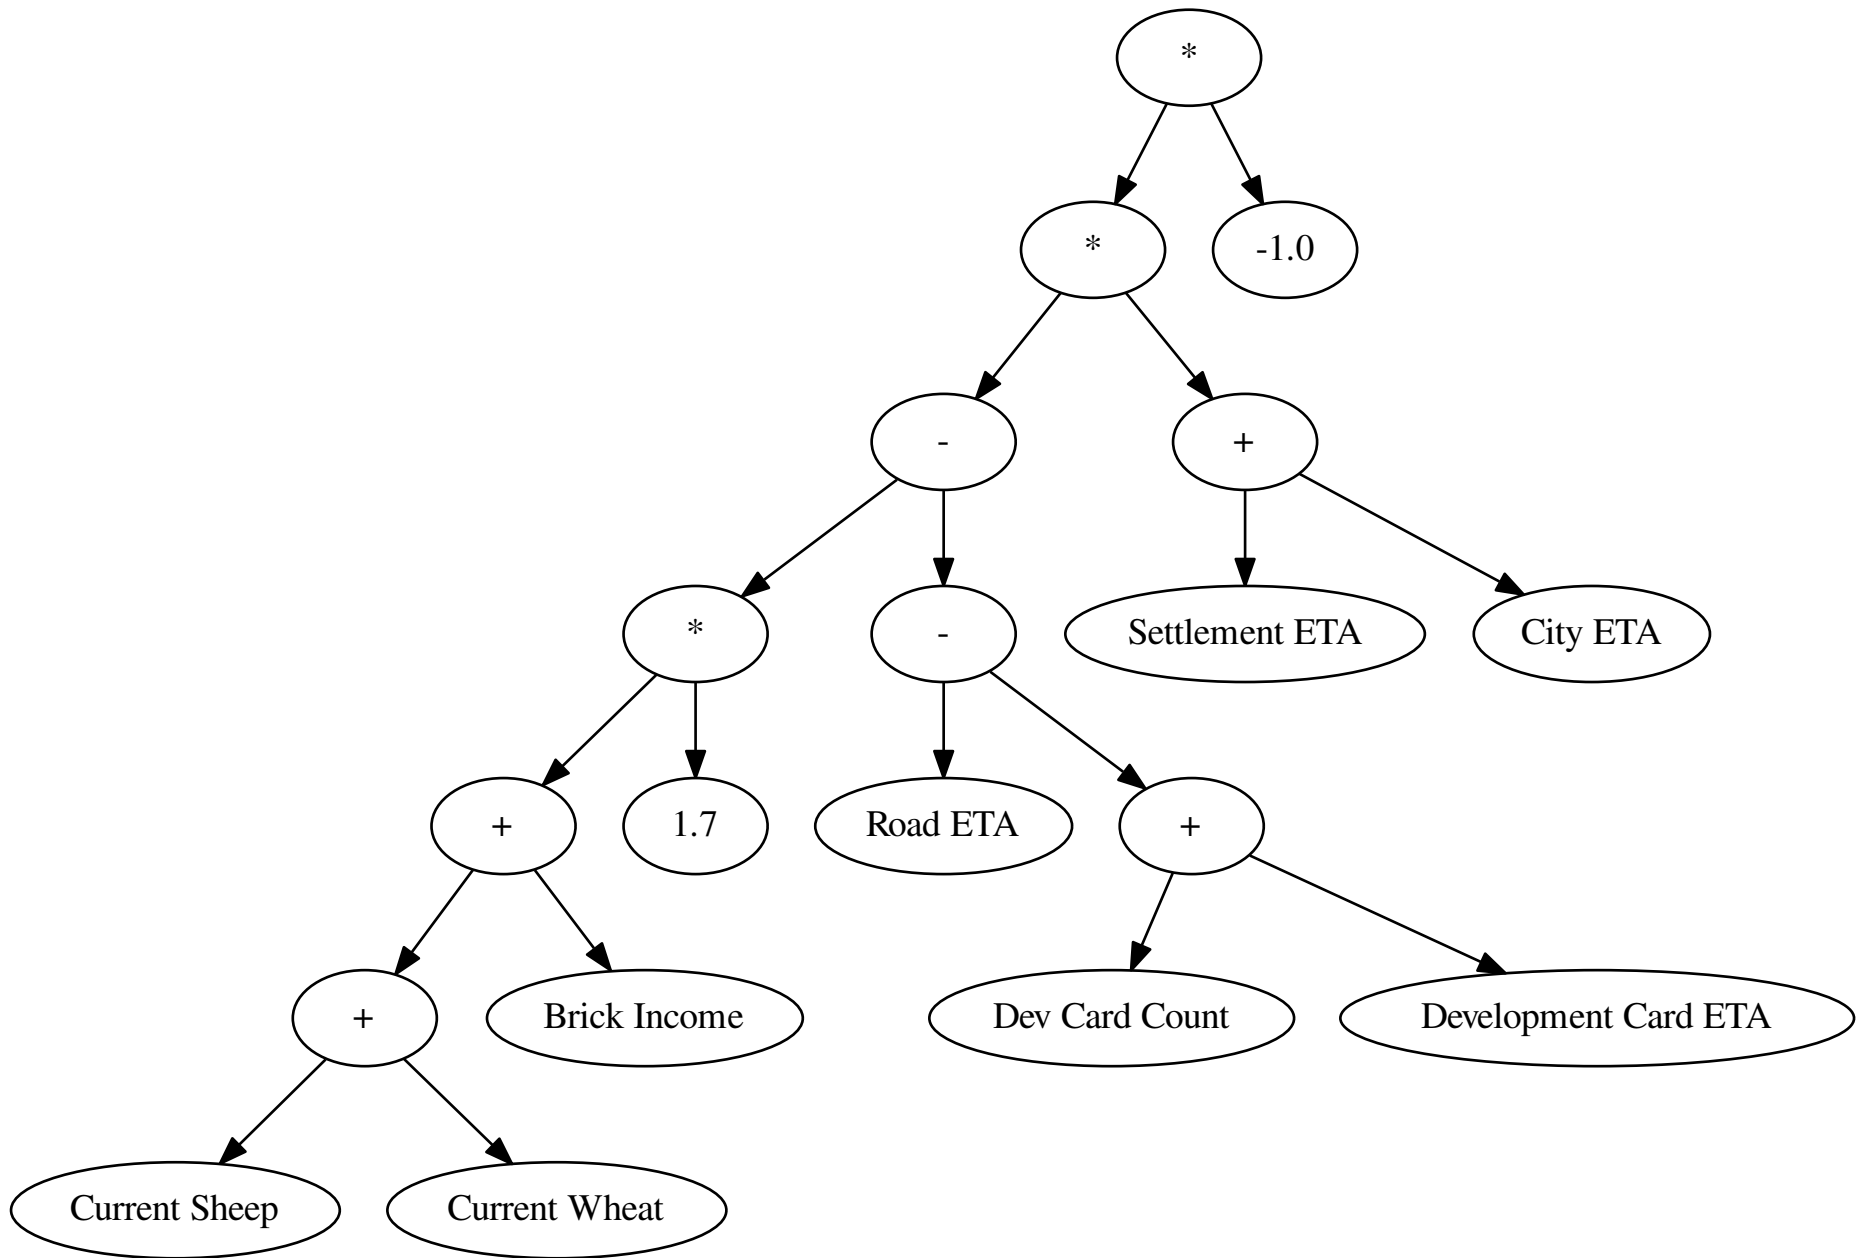 *
*
-1.0
-
+
*
-
Settlement ETA
City ETA
+
1.7
Road ETA
+
+
Brick Income
Dev Card Count
Development Card ETA
Current Sheep
Current Wheat